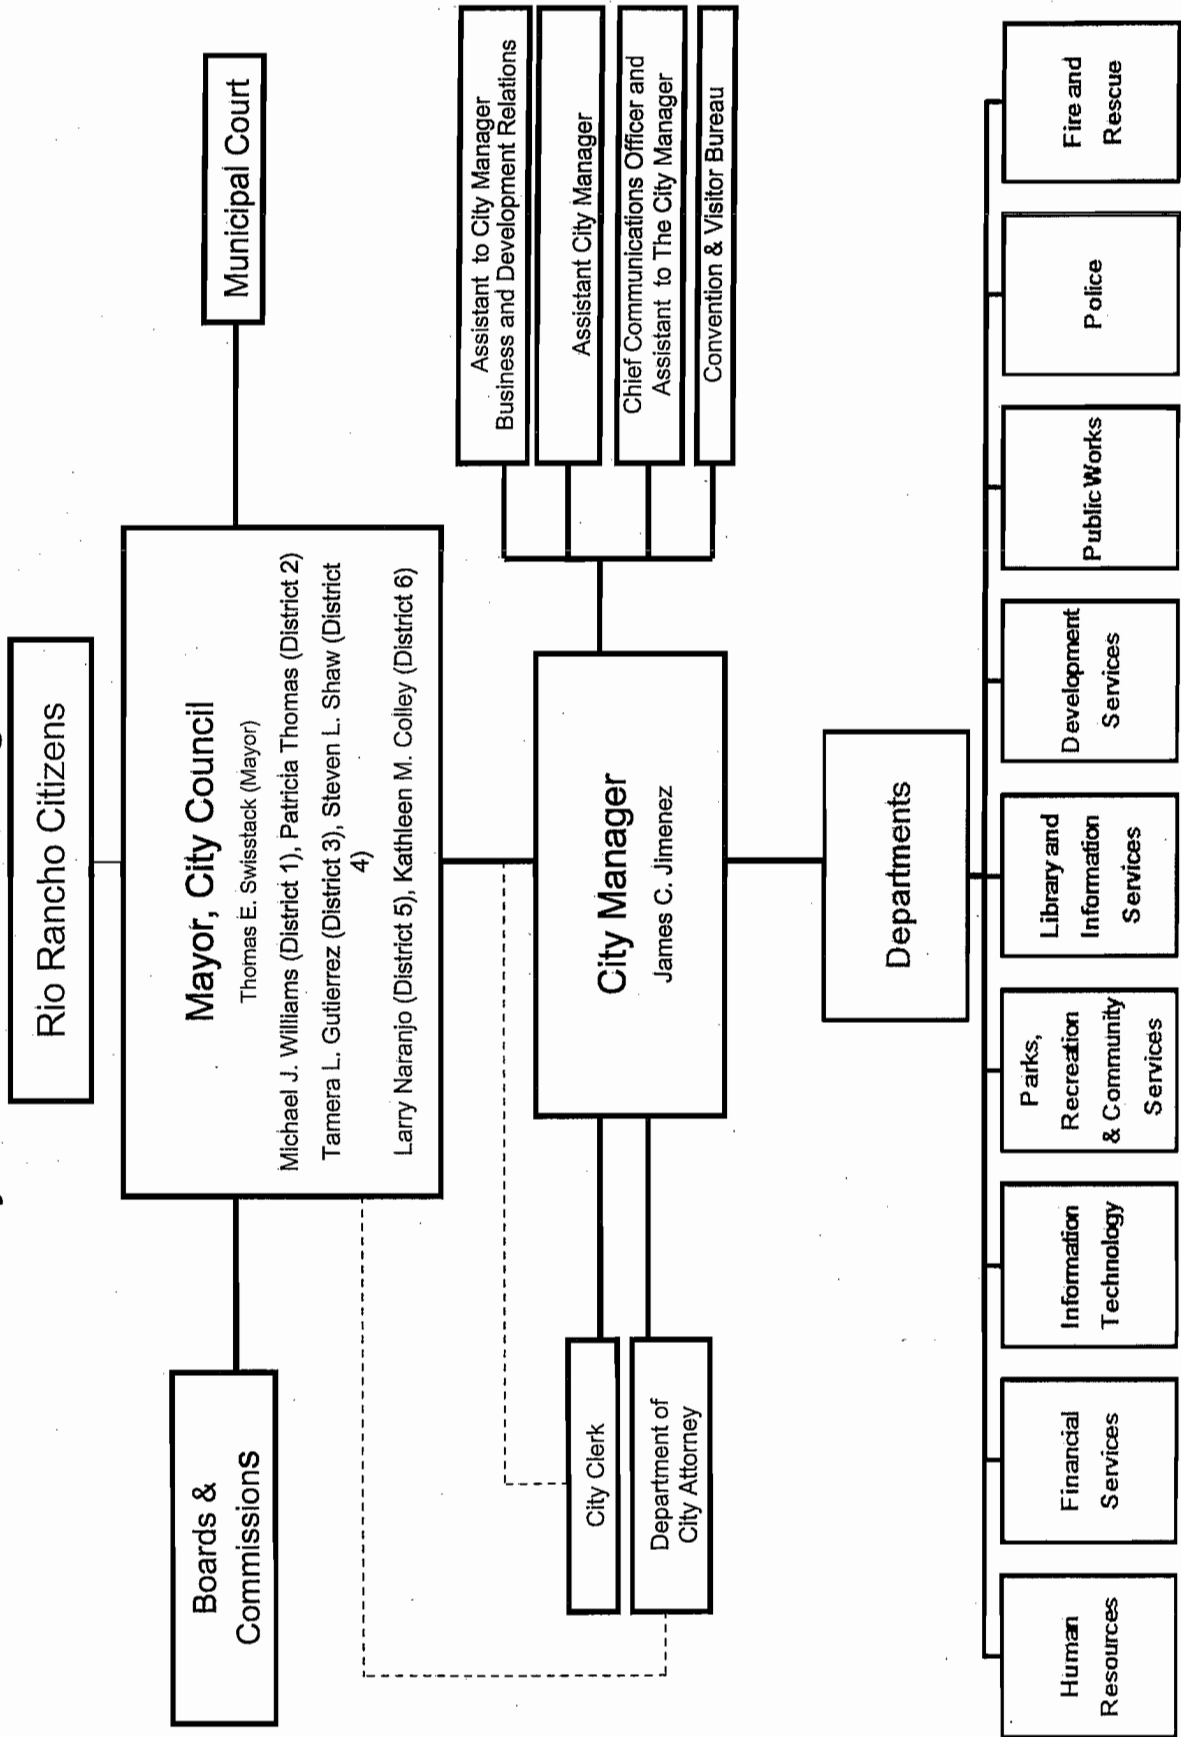 Rio Rancho Citizens
Mayor, City Council
Thomas E. Swisstack (Mayor)
Michael J. Williams (District 1), Patricia Thomas (District 2)
Tamera L. Gutierrez (District 3), Steven L. Shaw (District
4)
Larry Naranjo (District 5), Kathleen M. Colley (District 6)
Boards &
Commissions
Municipal Court
City Manager
James C. Jimenez
City Clerk
Department of
City Attorney
Assistant to City Manager
Business and Development Relations
Assistant City Manager
Chief Communications Officer and
Assistant to The City Manager
Convention & Visitor Bureau
Departments
Human
Resources
Financial
Services
Information
Technology
Parks,
Recreation
& Community
Services
Library and
Information
Services
Development
Services
Public Works
Police
Fire and
Rescue